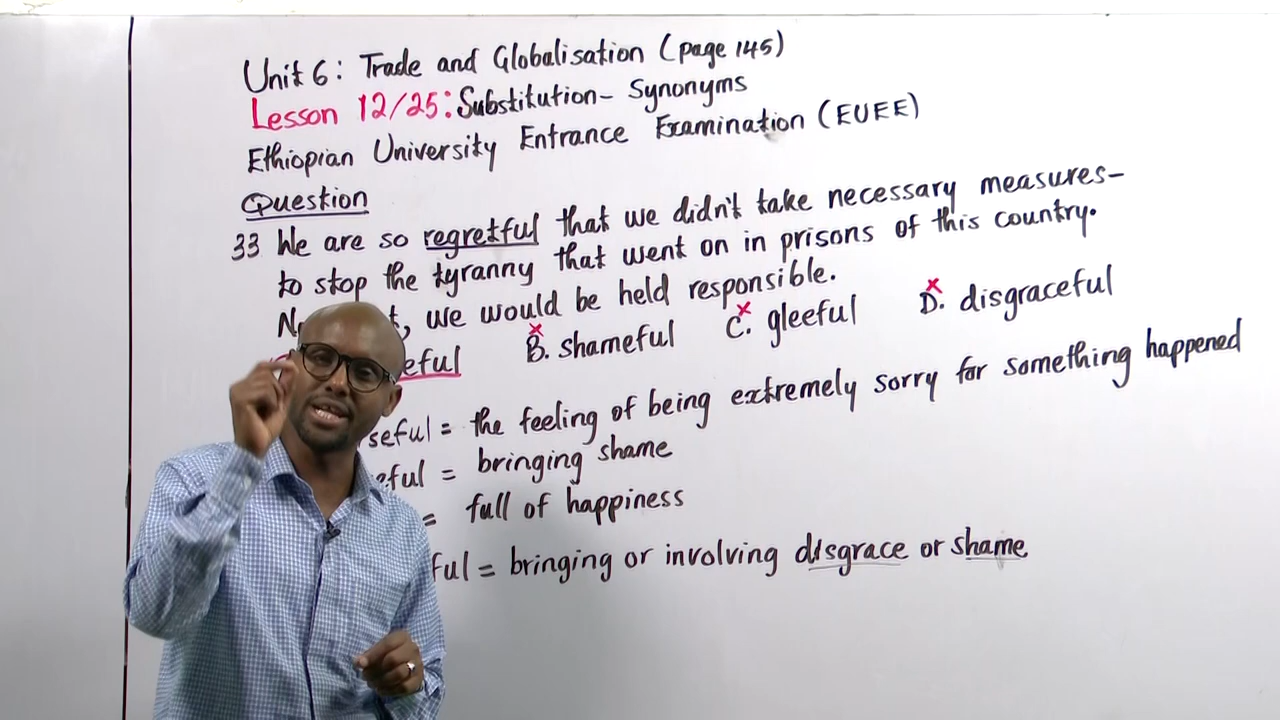 Unit 6: Trade and Globalisation (page 145)
Lesson 12/25: Substitution- Synonyms
Ethiopian University Entrance Examination (EUEE)
Question
33 We are so regretful that we didn't take necessary measures-
to stop the tyranny that went on in prisons of this country.
we would be held responsible.
eful B. shameful C. gleeful D. disgraceful
seful = the feeling of being extremely sorry for something happened
eful = bringing shame
= full of happiness
ful = bringing or involving disgrace or shame